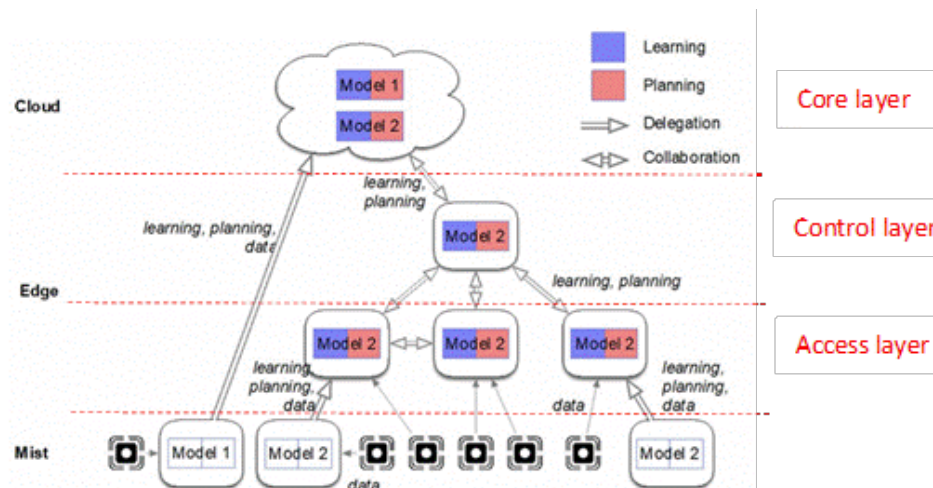 Learning
Planning
Delegation
Collaboration
Cloud
Model 1
Model 2
Core layer
learning,
planning
learning, planning,
data
Model 2
Control layer
Edge
learning, planning
Model 2
Model 2
Model 2
Access layer
learning,
planning,
data
data
learning,
planning,
data
Mist
Model 1
Model 2
Model 2
data